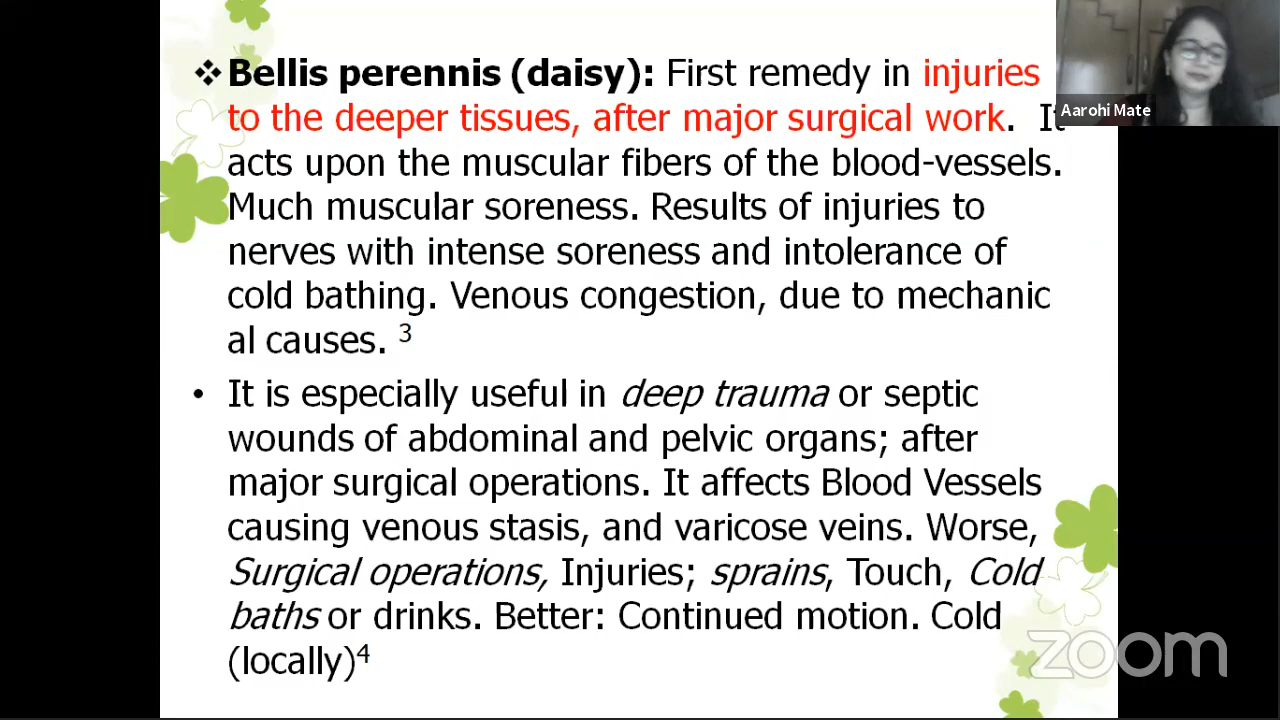 ❖Bellis perennis (daisy): First remedy in injuries
to the deeper tissues, after major surgical work. It
acts upon the muscular fibers of the blood-vessels.
Much muscular soreness. Results of injuries to
nerves with intense soreness and intolerance of
cold bathing. Venous congestion, due to mechanic
al causes. 3
• It is especially useful in deep trauma or septic
wounds of abdominal and pelvic organs; after
major surgical operations. It affects Blood Vessels
causing venous stasis, and varicose veins. Worse,
Surgical operations, Injuries; sprains, Touch, Cold
baths or drinks. Better: Continued motion. Cold
(locally)4
Aarohi Mate
zoom